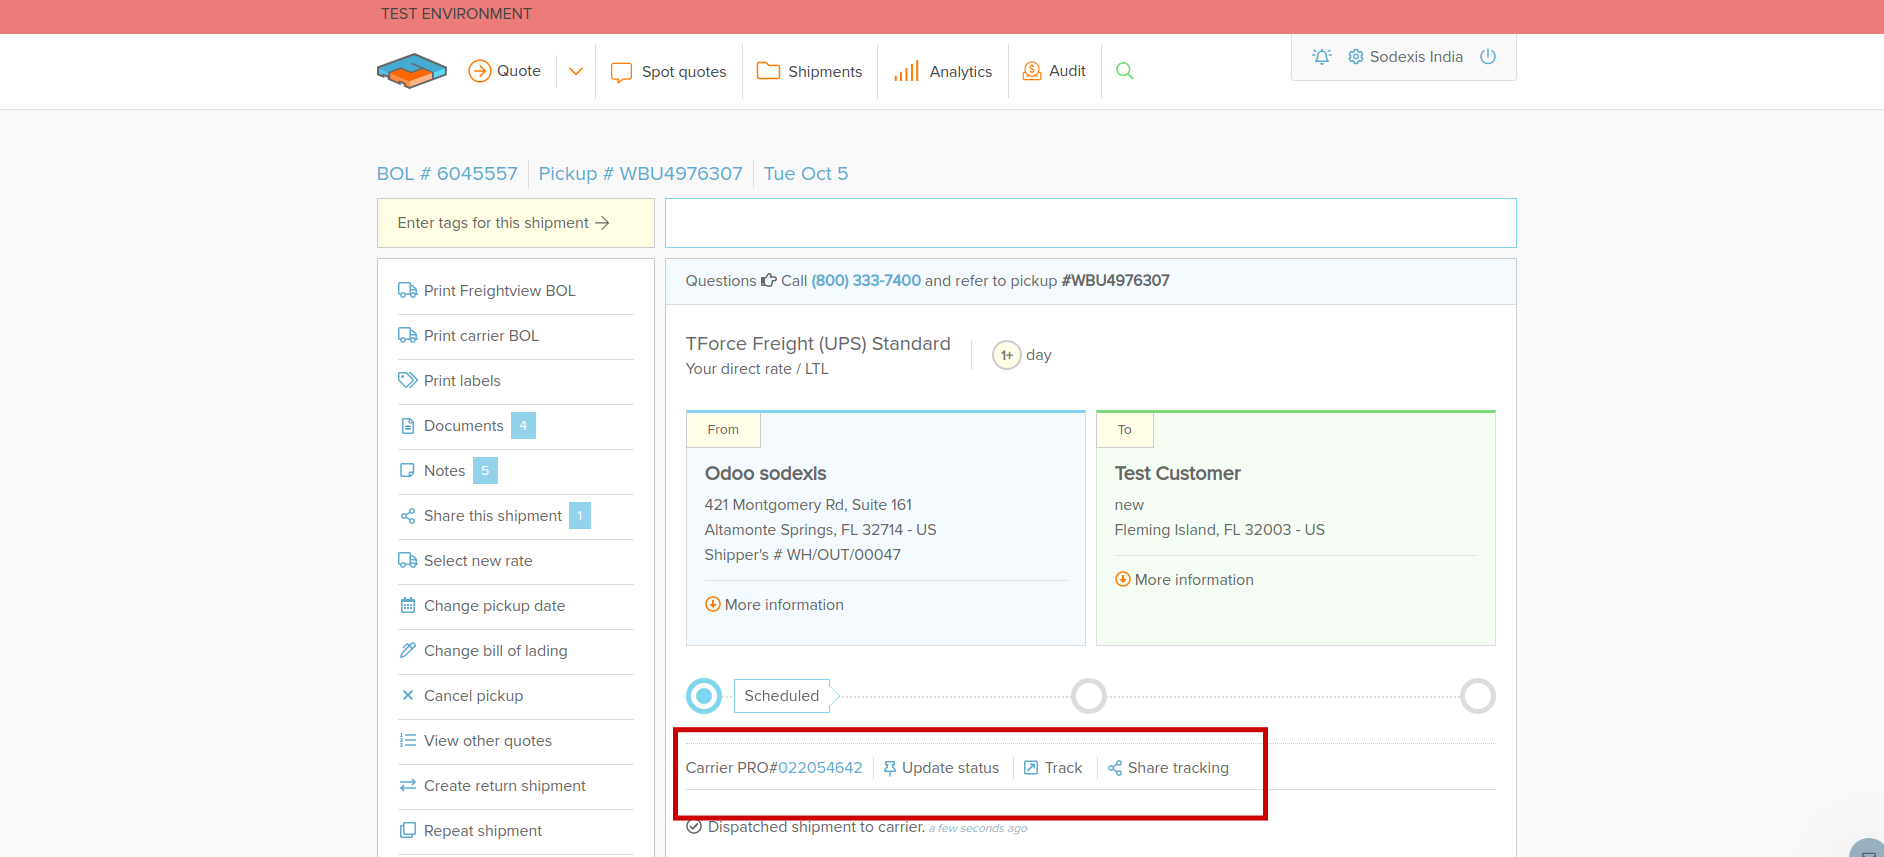 TEST ENVIRONMENT
Quote
Spot quotes
Shipments
Analytics
Audit
Sodexis India
BOL # 6045557
Pickup # WBU4976307
Tue Oct 5
Enter tags for this shipment
Print Freightview BOL
Print carrier BOL
Print labels
Documents 4
Notes 5
Share this shipment 1
Select new rate
Change pickup date
Change bill of lading
Cancel pickup
View other quotes
Create return shipment
Repeat shipment
Questions Call (800) 333-7400 and refer to pickup #WBU4976307
TForce Freight (UPS) Standard
Your direct rate / LTL
1+ day
From
Odoo sodexis
421 Montgomery Rd, Suite 161
Altamonte Springs, FL 32714 - US
Shipper's # WH/OUT/00047
More information
To
Test Customer
new
Fleming Island, FL 32003 - US
More information
Scheduled
Carrier PRO#022054642
Update status
Track
Share tracking
Dispatched shipment to carrier. a few seconds ago